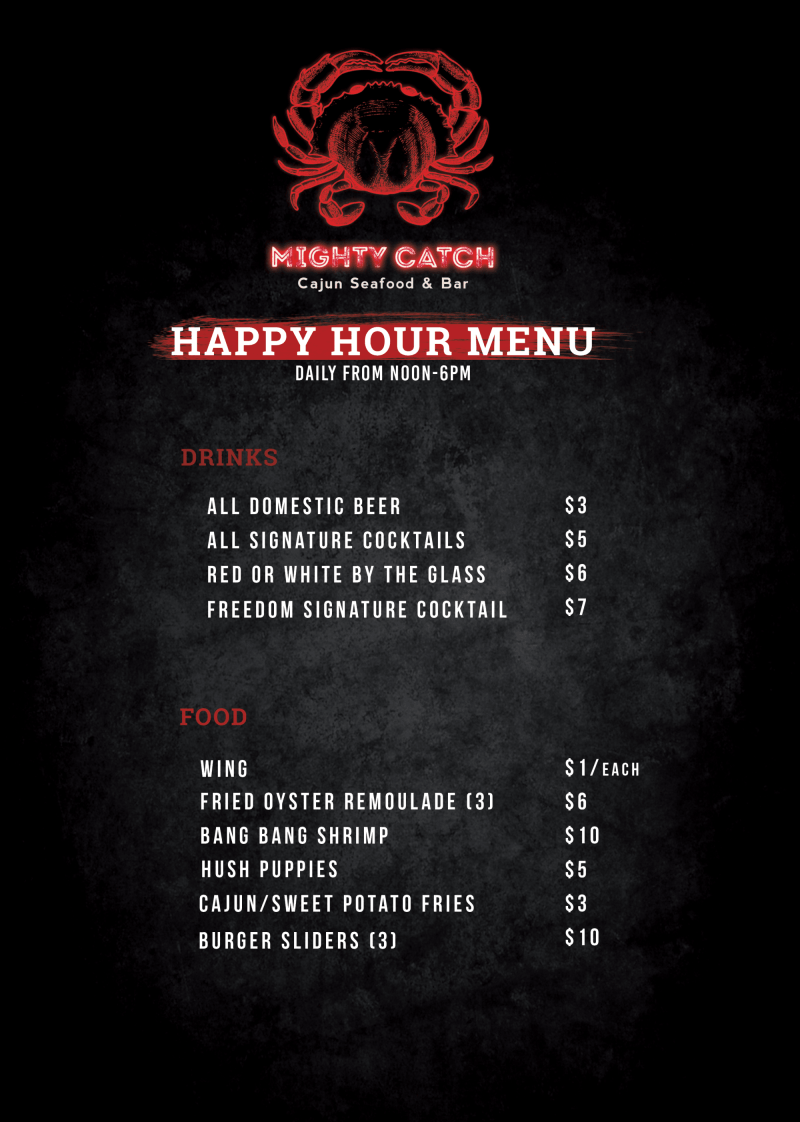 MIGHTY CATCH
Cajun Seafood & Bar
HAPPY HOUR MENU
DAILY FROM NOON-6PM
DRINKS
ALL DOMESTIC BEER $3
ALL SIGNATURE COCKTAILS $5
RED OR WHITE BY THE GLASS $6
FREEDOM SIGNATURE COCKTAIL $7
FOOD
WING $1/EACH
FRIED OYSTER REMOULADE (3) $6
BANG BANG SHRIMP $10
HUSH PUPPIES $5
CAJUN/SWEET POTATO FRIES $3
BURGER SLIDERS (3) $10